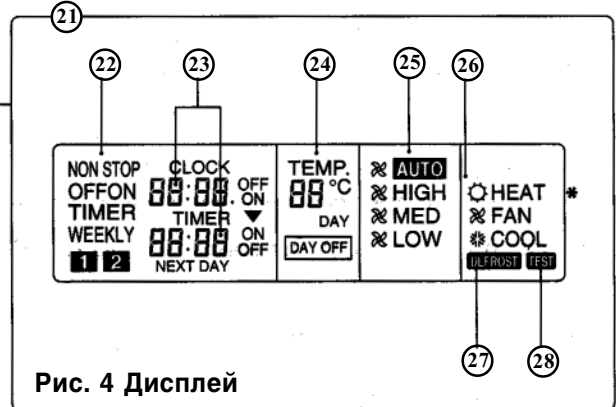 21
22 23 24 25 26
NON STOP
OFFON
TIMER
WEEKLY
1 2
CLOCK
88:88. OFF ON
TIMER ▼
88:88 ON OFF
NEXT DAY
TEMP.
88 °C
DAY
DAY OFF
AUTO
HIGH
MED
LOW
HEAT *
FAN
COOL
DEFROST TEST
27 28
Рис. 4 Дисплей